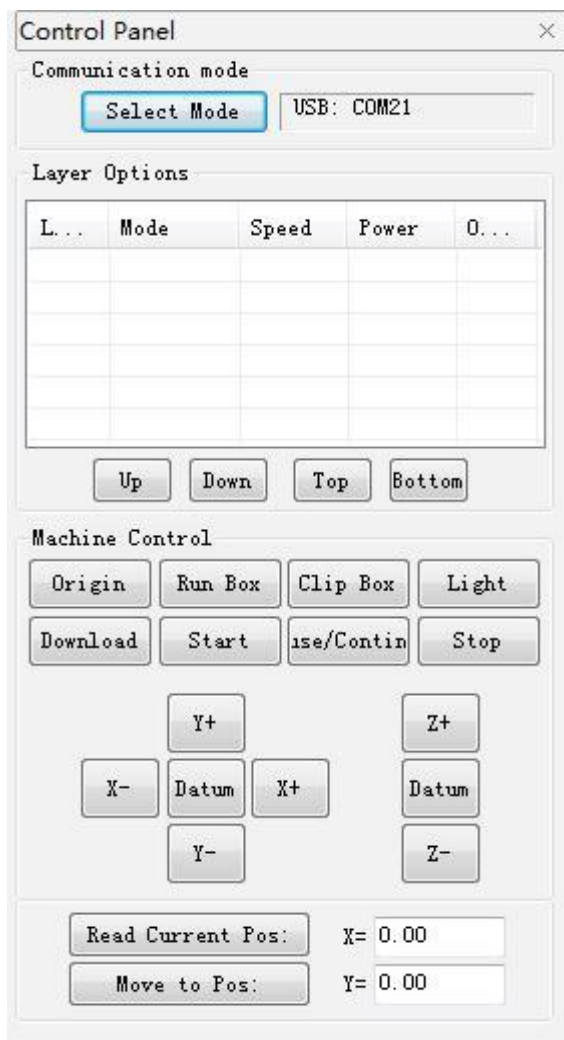 Control Panel
Communication mode
Select Mode USB: COM21
Layer Options
L... Mode Speed Power O...
Up Down Top Bottom
Machine Control
Origin Run Box Clip Box Light
Download Start ıse/Contin Stop
Y+ Z+
X- Datum X+ Datum
Y- Z-
Read Current Pos: X= 0.00
Move to Pos: Y= 0.00